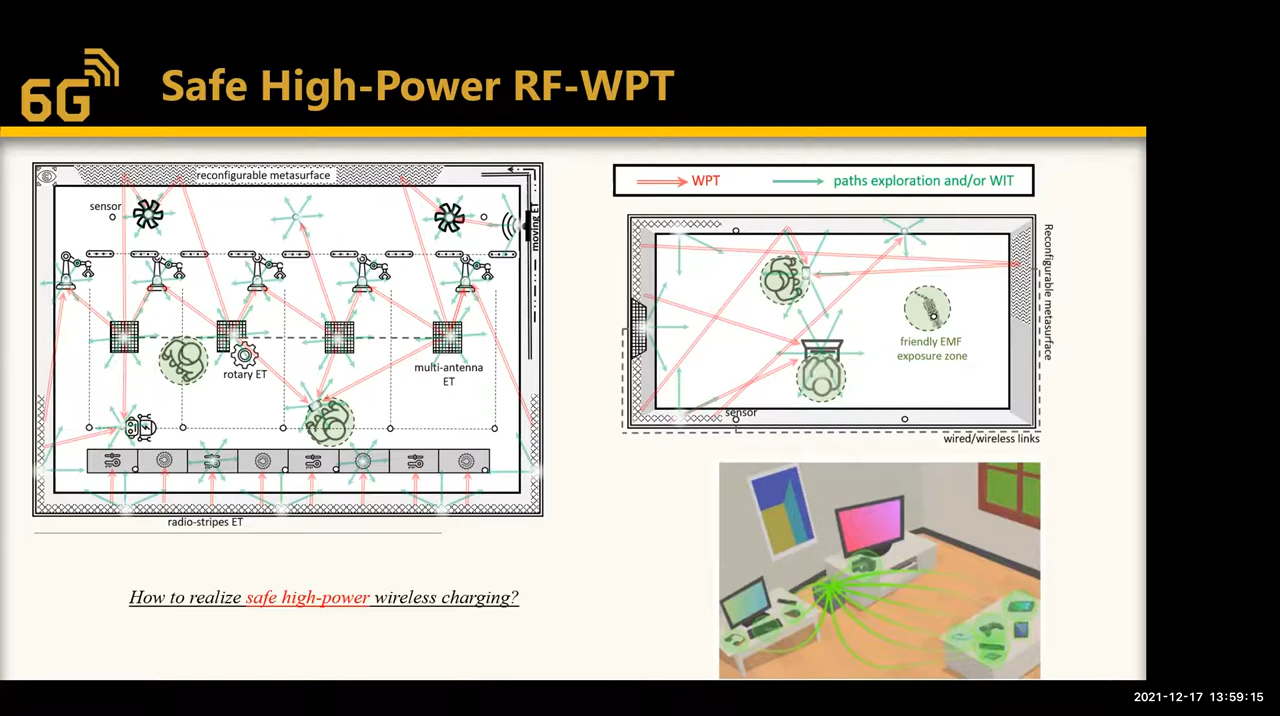 6G
Safe High-Power RF-WPT
reconfigurable metasurface
sensor
moving ET
rotary ET
multi-antenna
ET
radio-stripes ET
How to realize safe high-power wireless charging?
WPT
paths exploration and/or WIT
Reconfigurable metasurface
friendly EMF
exposure zone
sensor
wired/wireless links
2021-12-17 13:59:15